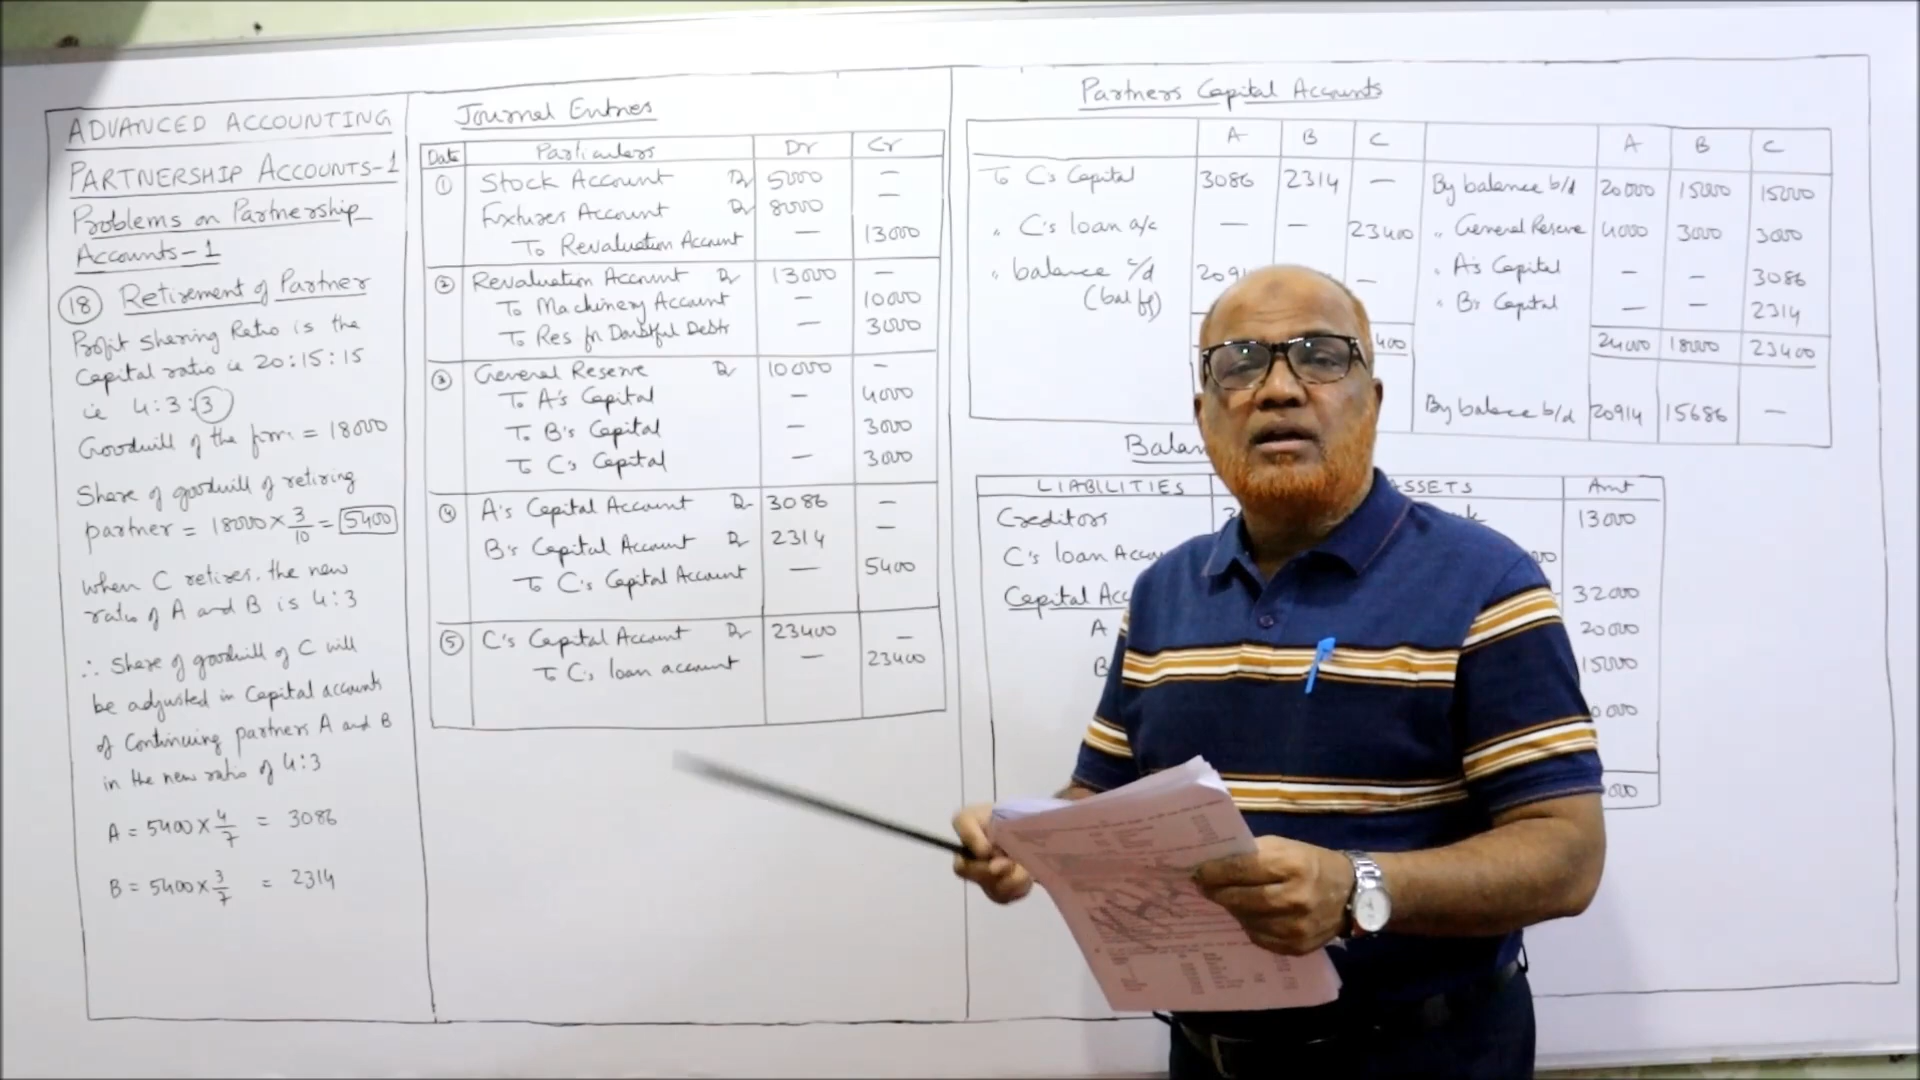 ADVANCED ACCOUNTING
PARTNERSHIP ACCOUNTS-1
Problems on Partnership
Accounts-1
18 Retirement of Partner
Profit sharing Ratio is the
Capital ratio ie 20:15:15
ie 4:3:3
Goodwill of the firm = 18000
Share of goodwill of retiring
partner = 18000 × 3/10 = 5400
when C retires, the new
ratio of A and B is 4:3
∴ Share of goodwill of C will
be adjusted in Capital accounts
of Continuing partners A and B
in the new ratio of 4:3
A = 5400 × 4/7 = 3086
B = 5400 × 3/7 = 2314
Journal Entries
Date Particulars Dr Cr
1 Stock Account Dr 5000 —
Fixtures Account Dr 8000 —
To Revaluation Account — 13000
2 Revaluation Account Dr 13000 —
To Machinery Account — 10000
To Res for Doubtful Debts — 3000
3 General Reserve Dr 10000 —
To A's Capital — 4000
To B's Capital — 3000
To C's Capital — 3000
4 A's Capital Account Dr 3086 —
B's Capital Account Dr 2314 —
To C's Capital Account — 5400
5 C's Capital Account Dr 23400 —
To C's loan account — 23400
Partners Capital Accounts
A B C A B C
To C's Capital 3086 2314 — By balance b/d 20000 15000 15000
" C's loan a/c — — 23400 " General Reserve 4000 3000 3000
" balance c/d 2091 — " A's Capital — — 3086
(bal fg) " B's Capital — — 2314
400 24000 18000 23400
By balance b/d 20914 15686 —
Balan
LIABILITIES ASSETS Amt
Creditors 13000
C's loan Accou
Capital Acc 32000
A 20000
B 15000
0000
000